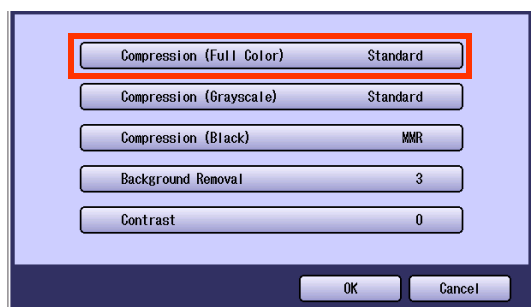 Compression (Full Color) Standard
Compression (Grayscale) Standard
Compression (Black) MMR
Background Removal 3
Contrast 0
OK Cancel